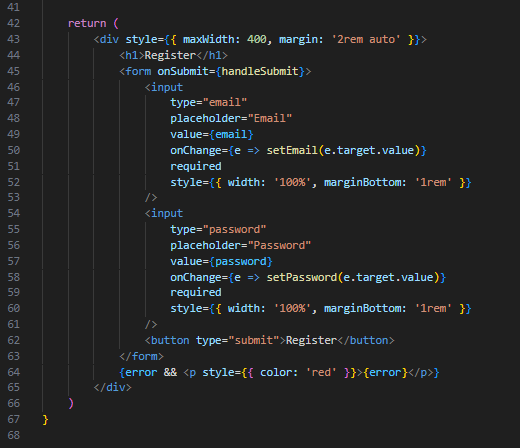 41
42 return (
43 <div style={{ maxWidth: 400, margin: '2rem auto' }}>
44 <h1>Register</h1>
45 <form onSubmit={handleSubmit}>
46 <input
47 type="email"
48 placeholder="Email"
49 value={email}
50 onChange={e => setEmail(e.target.value)}
51 required
52 style={{ width: '100%', marginBottom: '1rem' }}
53 />
54 <input
55 type="password"
56 placeholder="Password"
57 value={password}
58 onChange={e => setPassword(e.target.value)}
59 required
60 style={{ width: '100%', marginBottom: '1rem' }}
61 />
62 <button type="submit">Register</button>
63 </form>
64 {error && <p style={{ color: 'red' }}>{error}</p>}
65 </div>
66 )
67 }
68